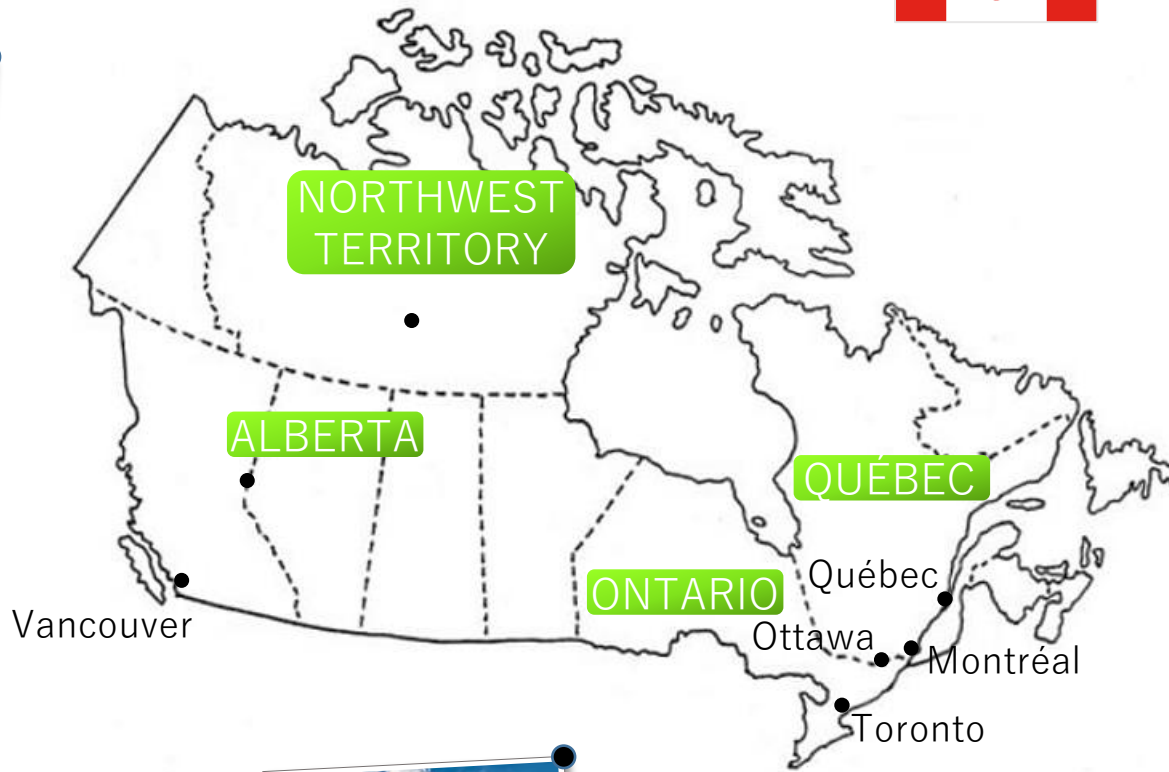 NORTHWEST
TERRITORY
ALBERTA
QUÉBEC
ONTARIO
Québec
Vancouver
Ottawa
Montréal
Toronto